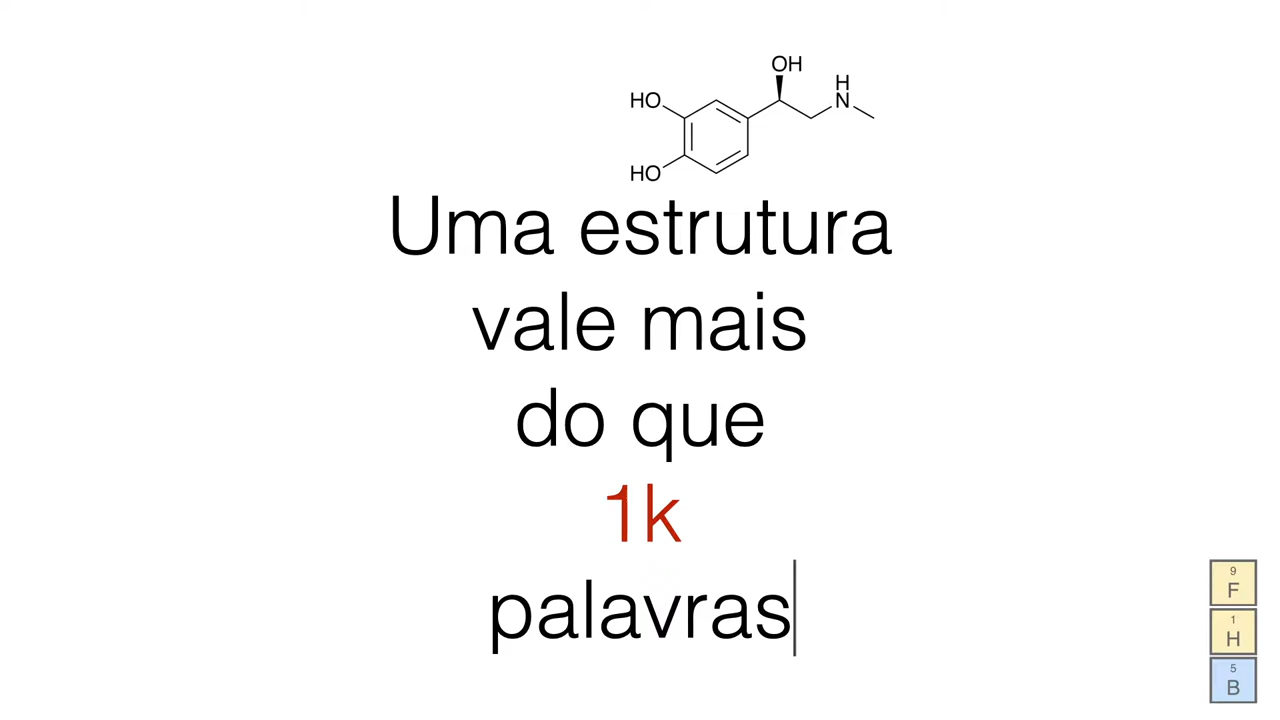 OH
H
HO
N
HO
Uma estrutura
vale mais
do que
1k
palavras
9
F
1
H
5
B